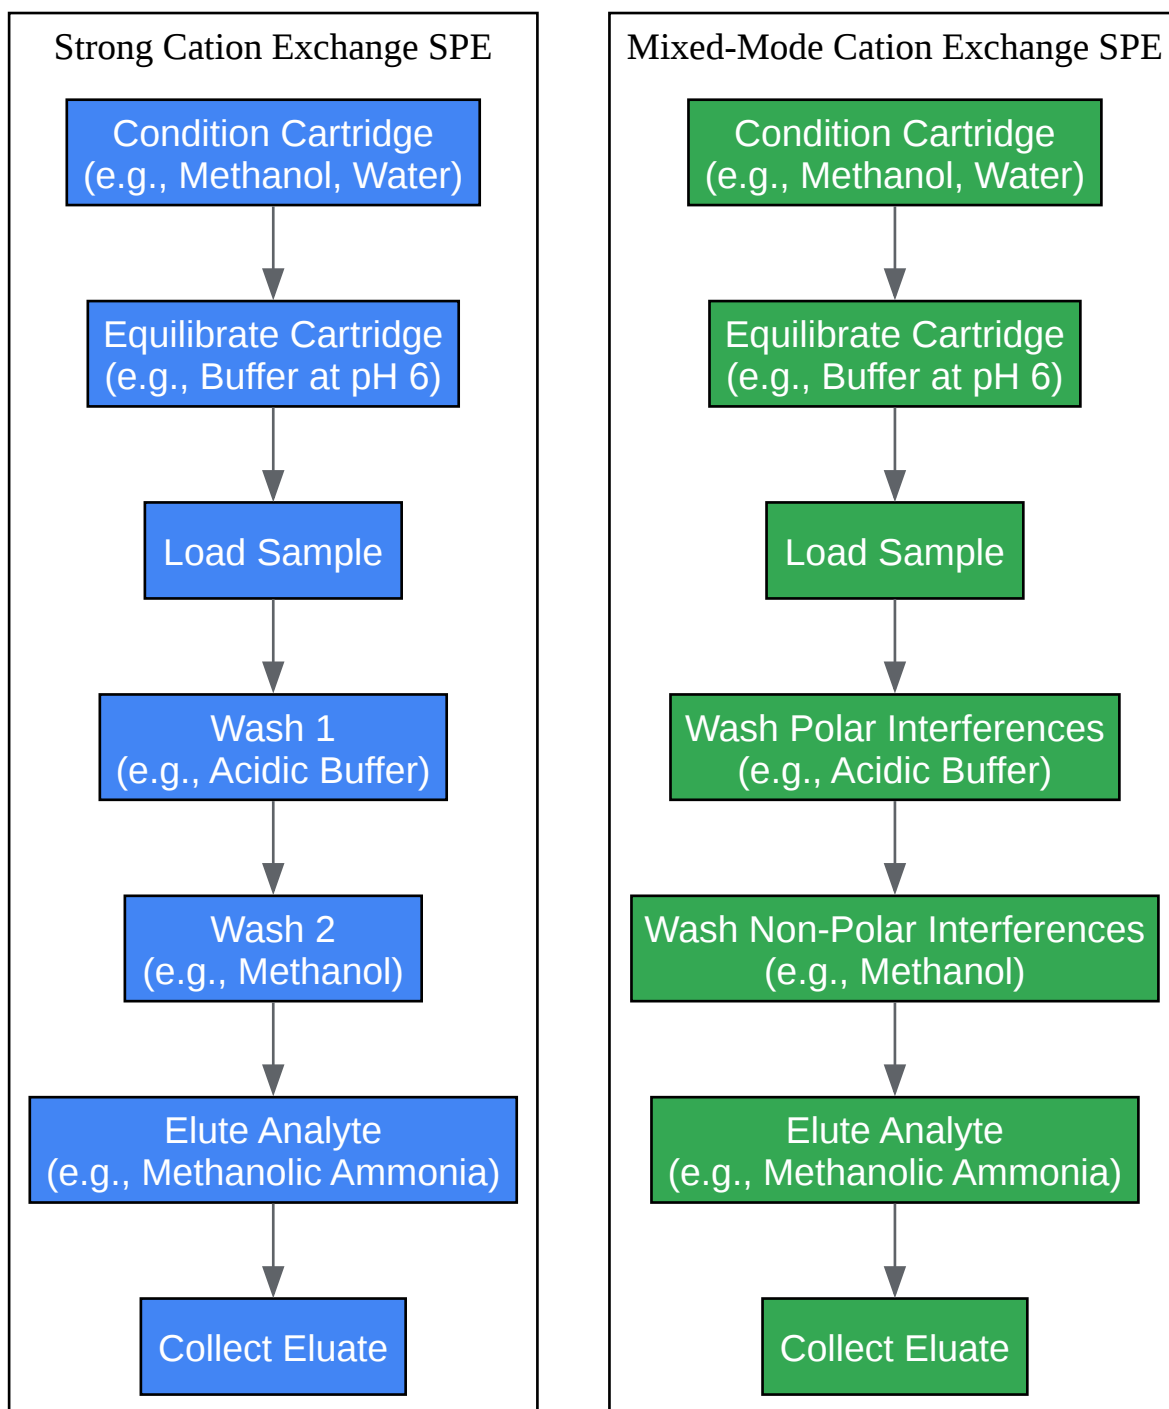 Strong Cation Exchange SPE
Condition Cartridge
(e.g., Methanol, Water)
Equilibrate Cartridge
(e.g., Buffer at pH 6)
Load Sample
Wash 1
(e.g., Acidic Buffer)
Wash 2
(e.g., Methanol)
Elute Analyte
(e.g., Methanolic Ammonia)
Collect Eluate
Mixed-Mode Cation Exchange SPE
Condition Cartridge
(e.g., Methanol, Water)
Equilibrate Cartridge
(e.g., Buffer at pH 6)
Load Sample
Wash Polar Interferences
(e.g., Acidic Buffer)
Wash Non-Polar Interferences
(e.g., Methanol)
Elute Analyte
(e.g., Methanolic Ammonia)
Collect Eluate